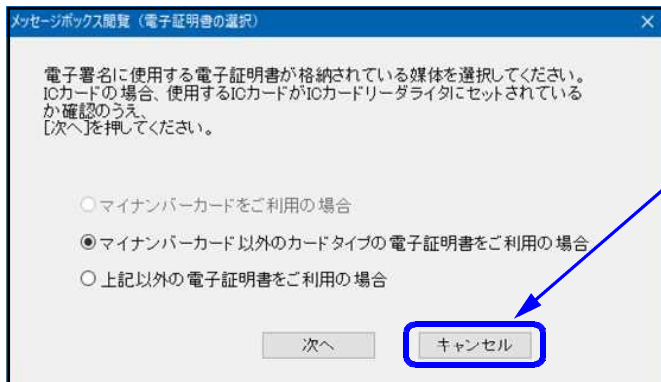 メッセージボックス閲覧（電子証明書の選択）
電子署名に使用する電子証明書が格納されている媒体を選択してください。
ICカードの場合、使用するICカードがICカードリーダライタにセットされている
か確認のうえ、
[次へ]を押してください。
マイナンバーカードをご利用の場合
マイナンバーカード以外のカードタイプの電子証明書をご利用の場合
上記以外の電子証明書をご利用の場合
次へ
キャンセル